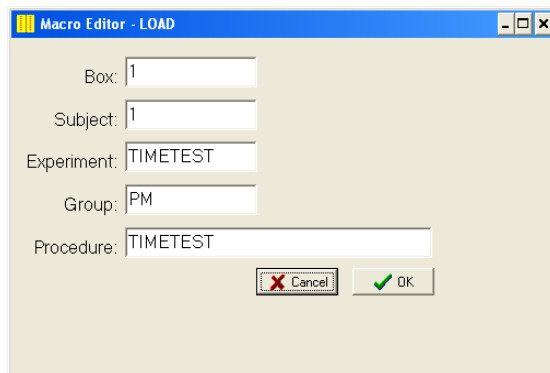 Macro Editor - LOAD
Box: 1
Subject: 1
Experiment: TIMETEST
Group: PM
Procedure: TIMETEST
Cancel OK